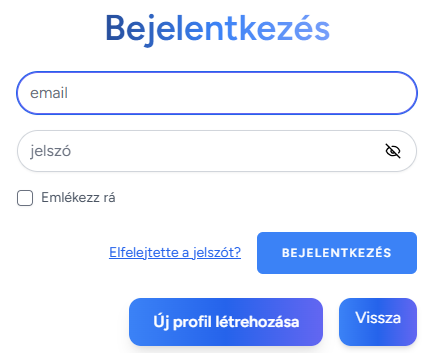 Bejelentkezés
email
jelszó
Emlékezz rá
Elfelejtette a jelszót? BEJELENTKEZÉS
Új profil létrehozása Vissza